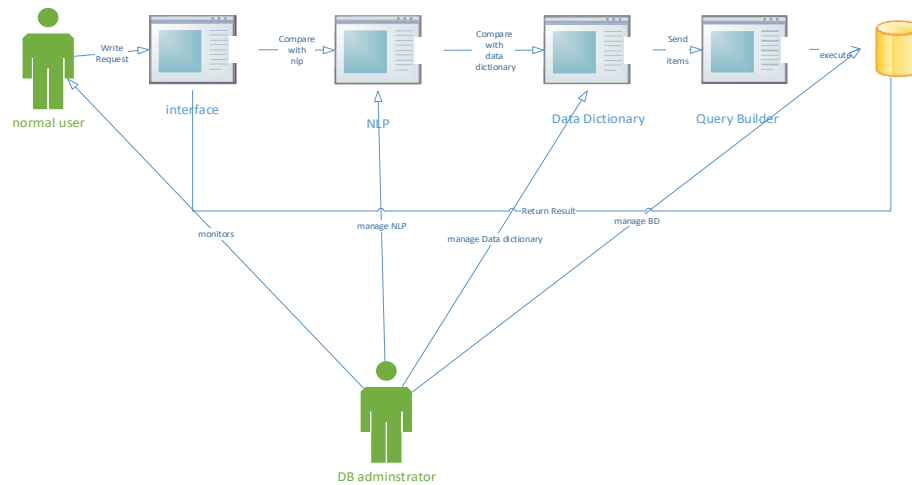 Write
Request
Compare
with
nlp
Compare
with
data
dictionary
Send
items
execute
normal user
interface
NLP
Data Dictionary
Query Builder
Return Result
monitors
manage NLP
manage Data dictionary
manage BD
DB adminstrator